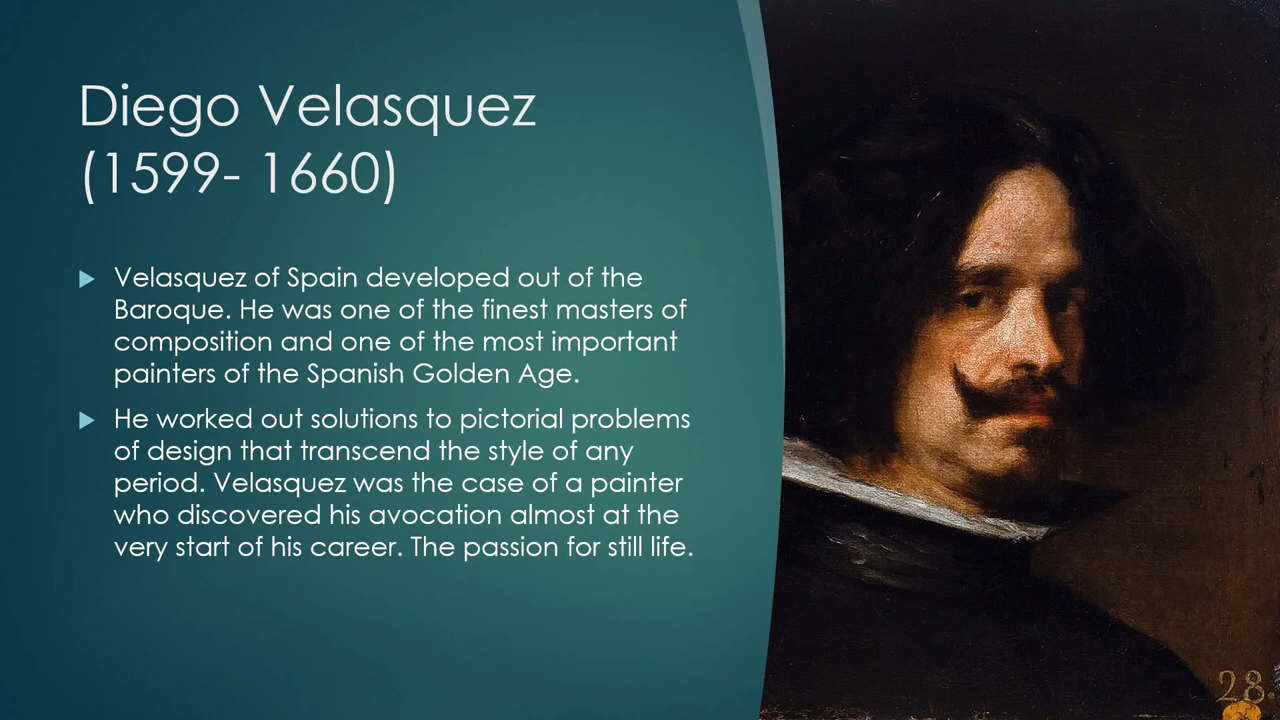 Diego Velasquez
(1599- 1660)
Velasquez of Spain developed out of the
Baroque. He was one of the finest masters of
composition and one of the most important
painters of the Spanish Golden Age.
He worked out solutions to pictorial problems
of design that transcend the style of any
period. Velasquez was the case of a painter
who discovered his avocation almost at the
very start of his career. The passion for still life.
28.